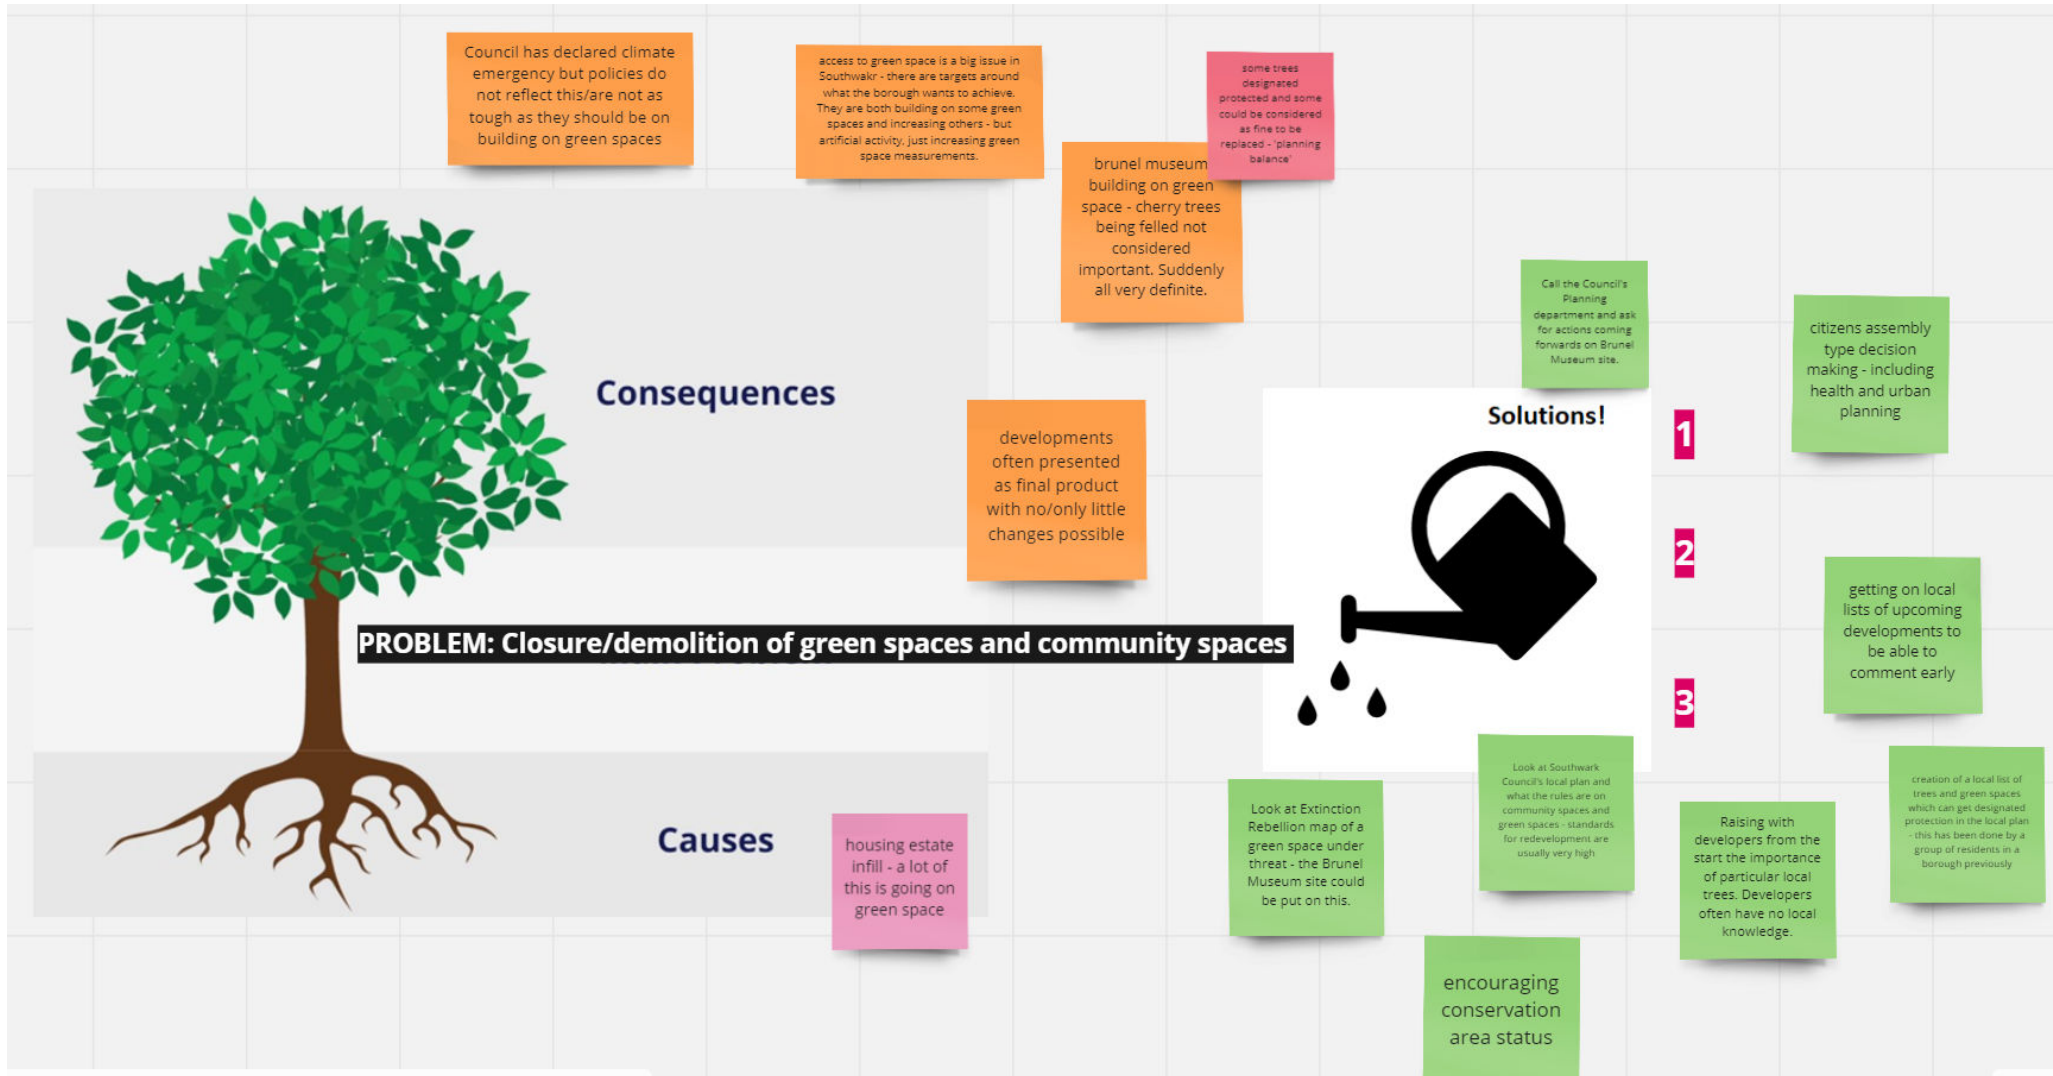 Council has declared climate
emergency but policies do
not reflect this/are not as
tough as they should be on
building on green spaces
access to green space is a big issue in
Southwakr - there are targets around
what the borough wants to achieve.
They are both building on some green
spaces and increasing others - but
artificial activity, just increasing green
space measurements.
some trees
designated
protected and some
could be considered
as fine to be
replaced - 'planning
balance'
brunel museum
building on green
space - cherry trees
being felled not
considered
important. Suddenly
all very definite.
Call the Council's
Planning
department and ask
for actions coming
forwards on Brunel
Museum site.
citizens assembly
type decision
making - including
health and urban
planning
Consequences
developments
often presented
as final product
with no/only little
changes possible
Solutions!
1
2
3
getting on local
lists of upcoming
developments to
be able to
comment early
PROBLEM: Closure/demolition of green spaces and community spaces
Causes
housing estate
infill - a lot of
this is going on
green space
Look at Extinction
Rebellion map of a
green space under
threat - the Brunel
Museum site could
be put on this.
Look at Southwark
Council's local plan and
what the rules are on
community spaces and
green spaces - standards
for redevelopment are
usually very high
Raising with
developers from the
start the importance
of particular local
trees. Developers
often have no local
knowledge.
creation of a local list of
trees and green spaces
which can get designated
protection in the local plan
- this has been done by a
group of residents in a
borough previously
encouraging
conservation
area status